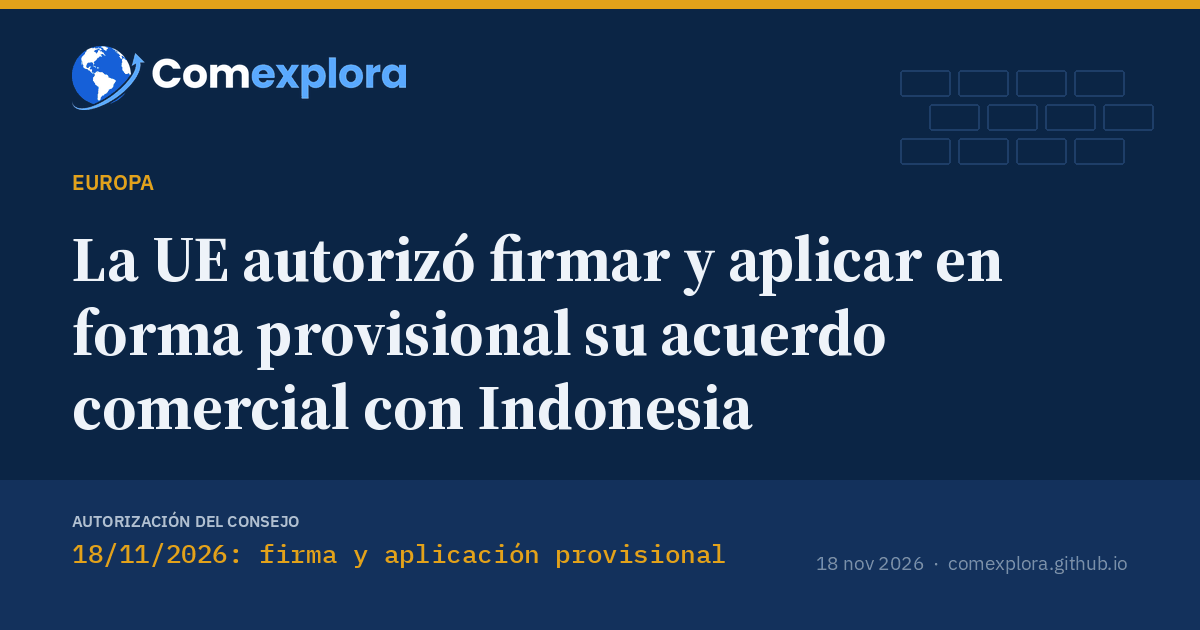 Comexplora
EUROPA
La UE autorizó firmar y aplicar en
forma provisional su acuerdo
comercial con Indonesia
AUTORIZACIÓN DEL CONSEJO
18/11/2026: firma y aplicación provisional
18 nov 2026 · comexplora.github.io